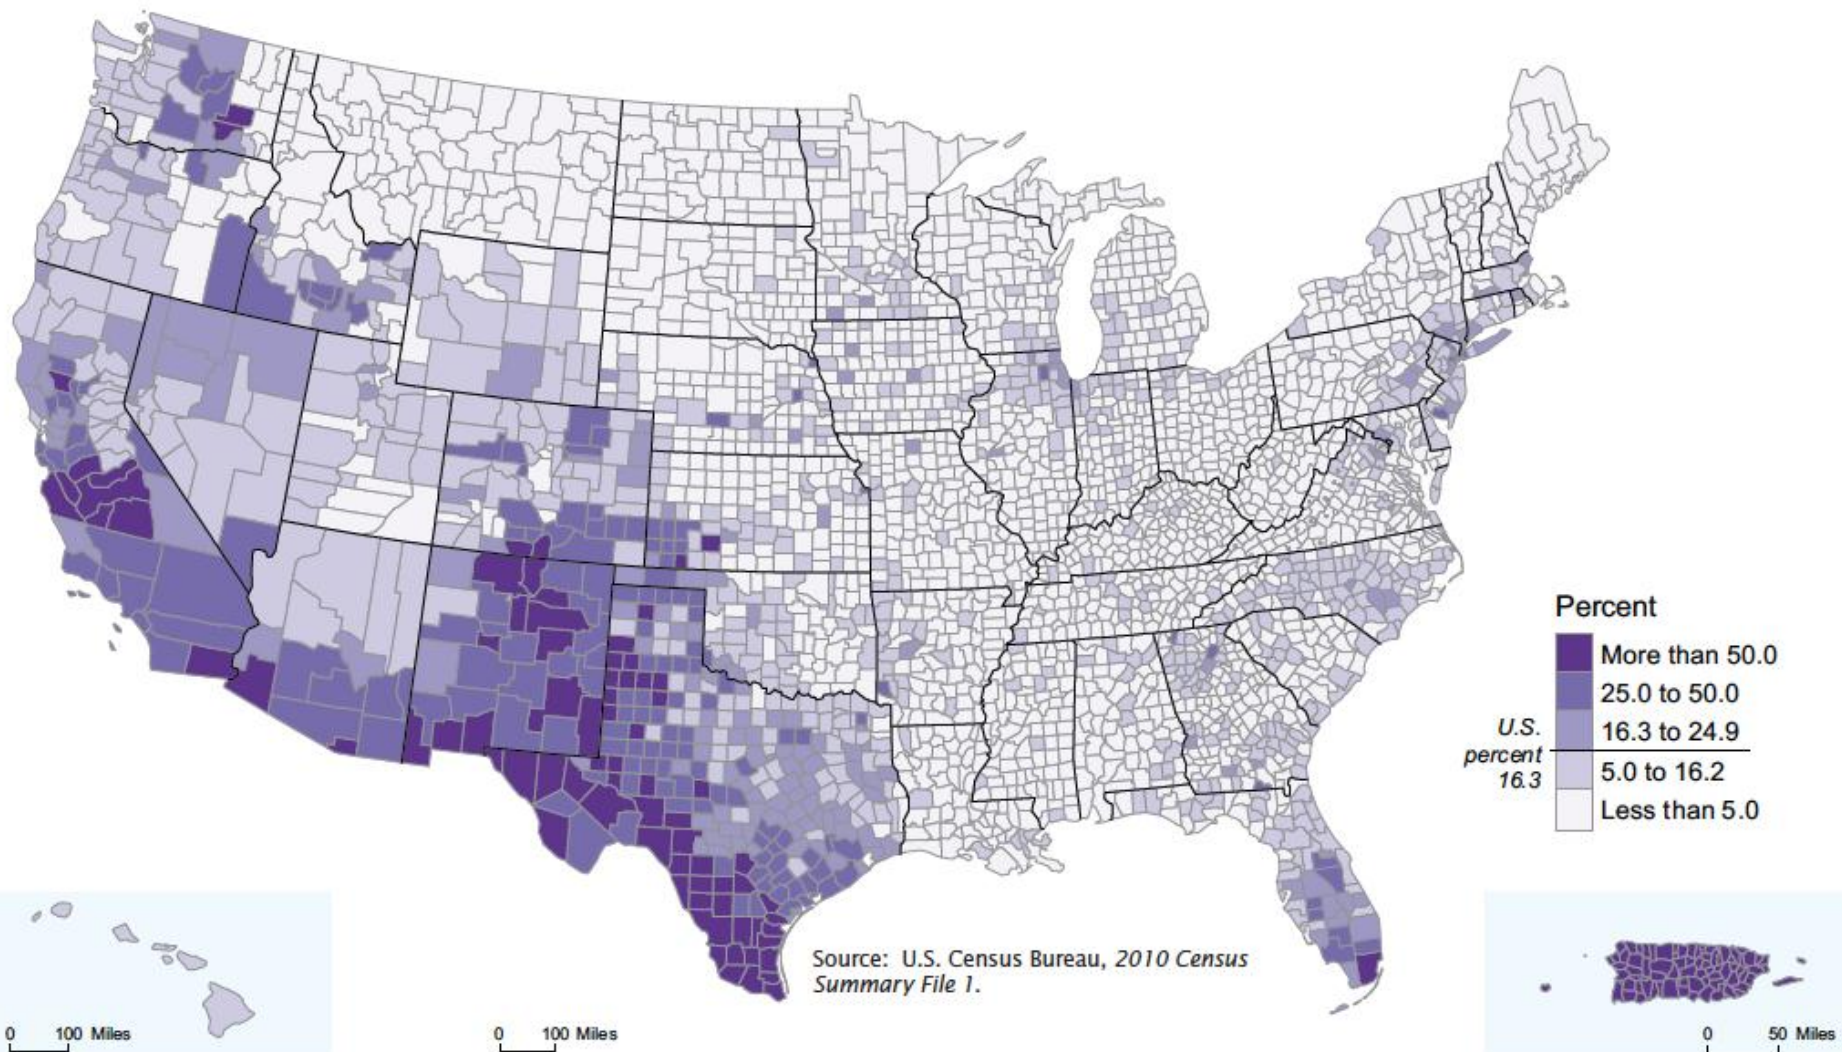 Percent
More than 50.0
25.0 to 50.0
16.3 to 24.9
U.S.
percent
16.3
5.0 to 16.2
Less than 5.0
Source: U.S. Census Bureau, 2010 Census
Summary File 1.
0 100 Miles
0 100 Miles
0 50 Miles